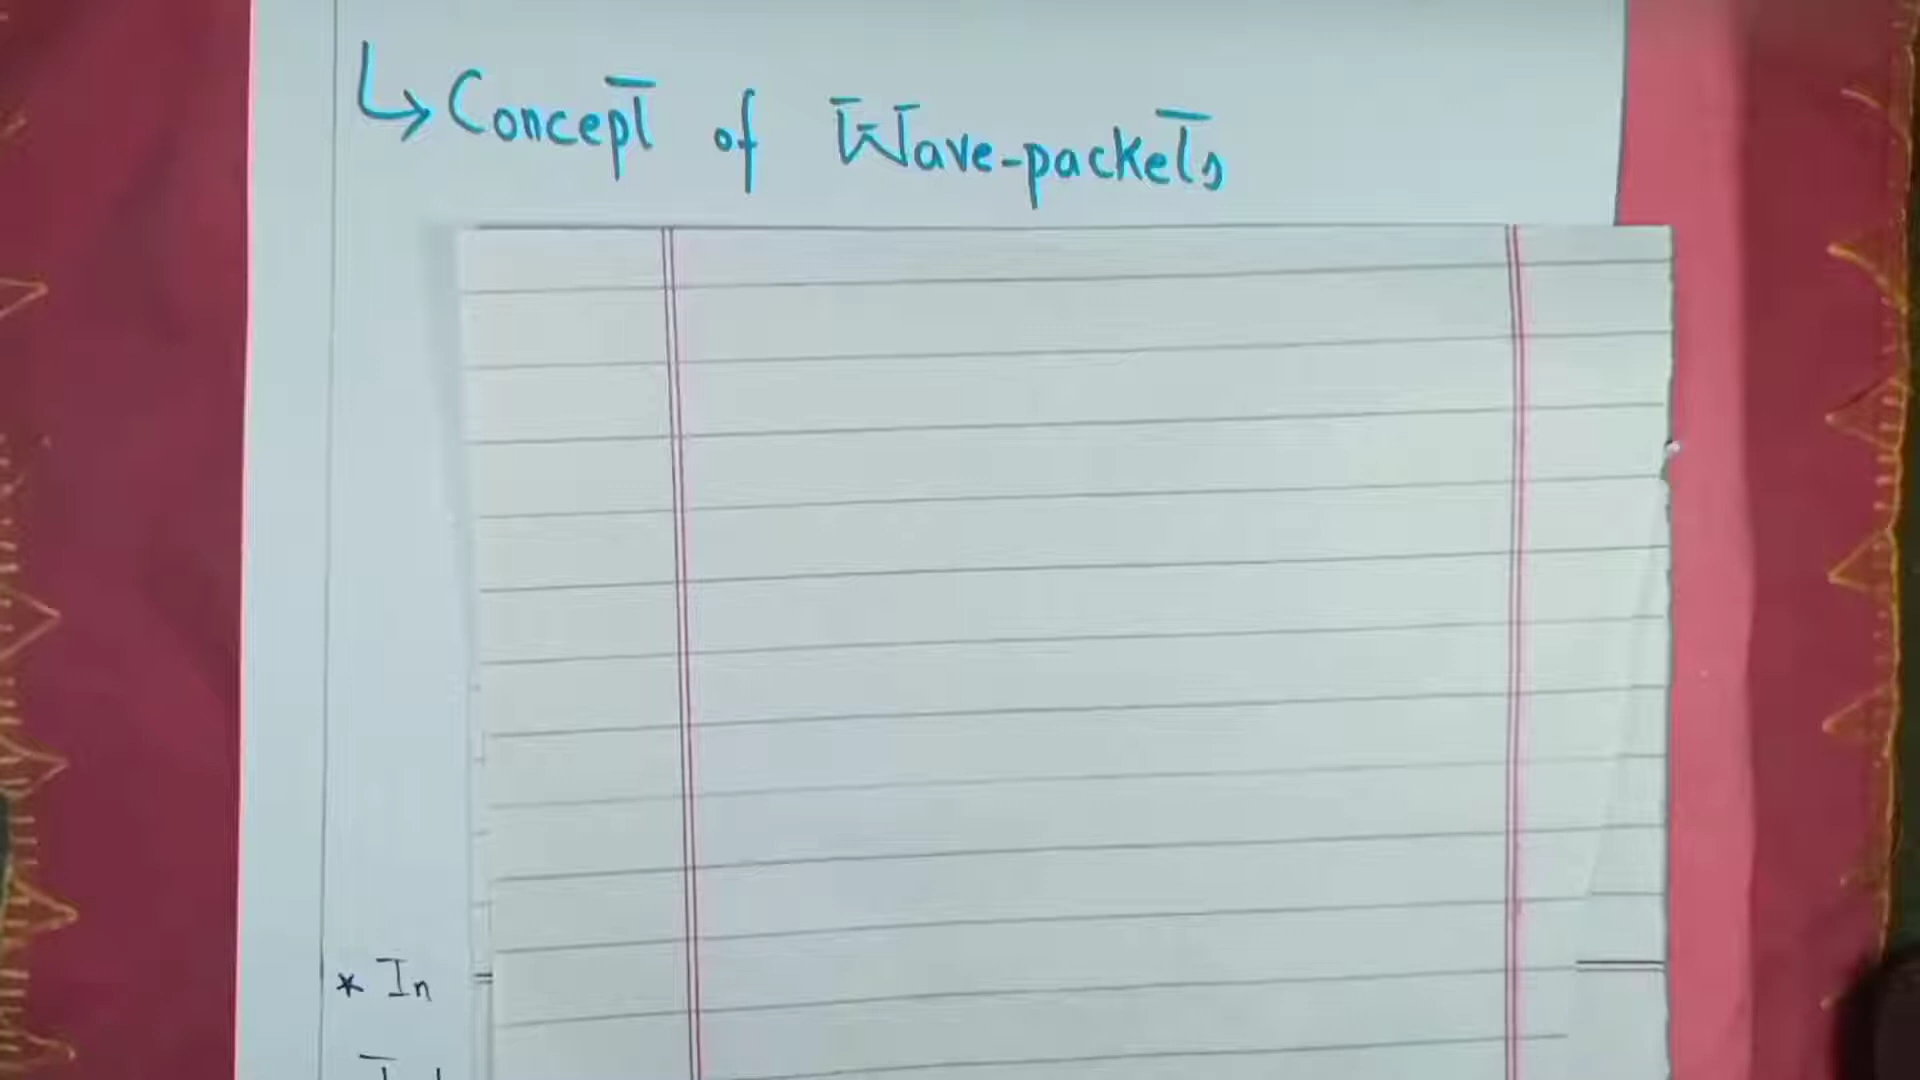 ↳ Concept of Wave-packets
* In